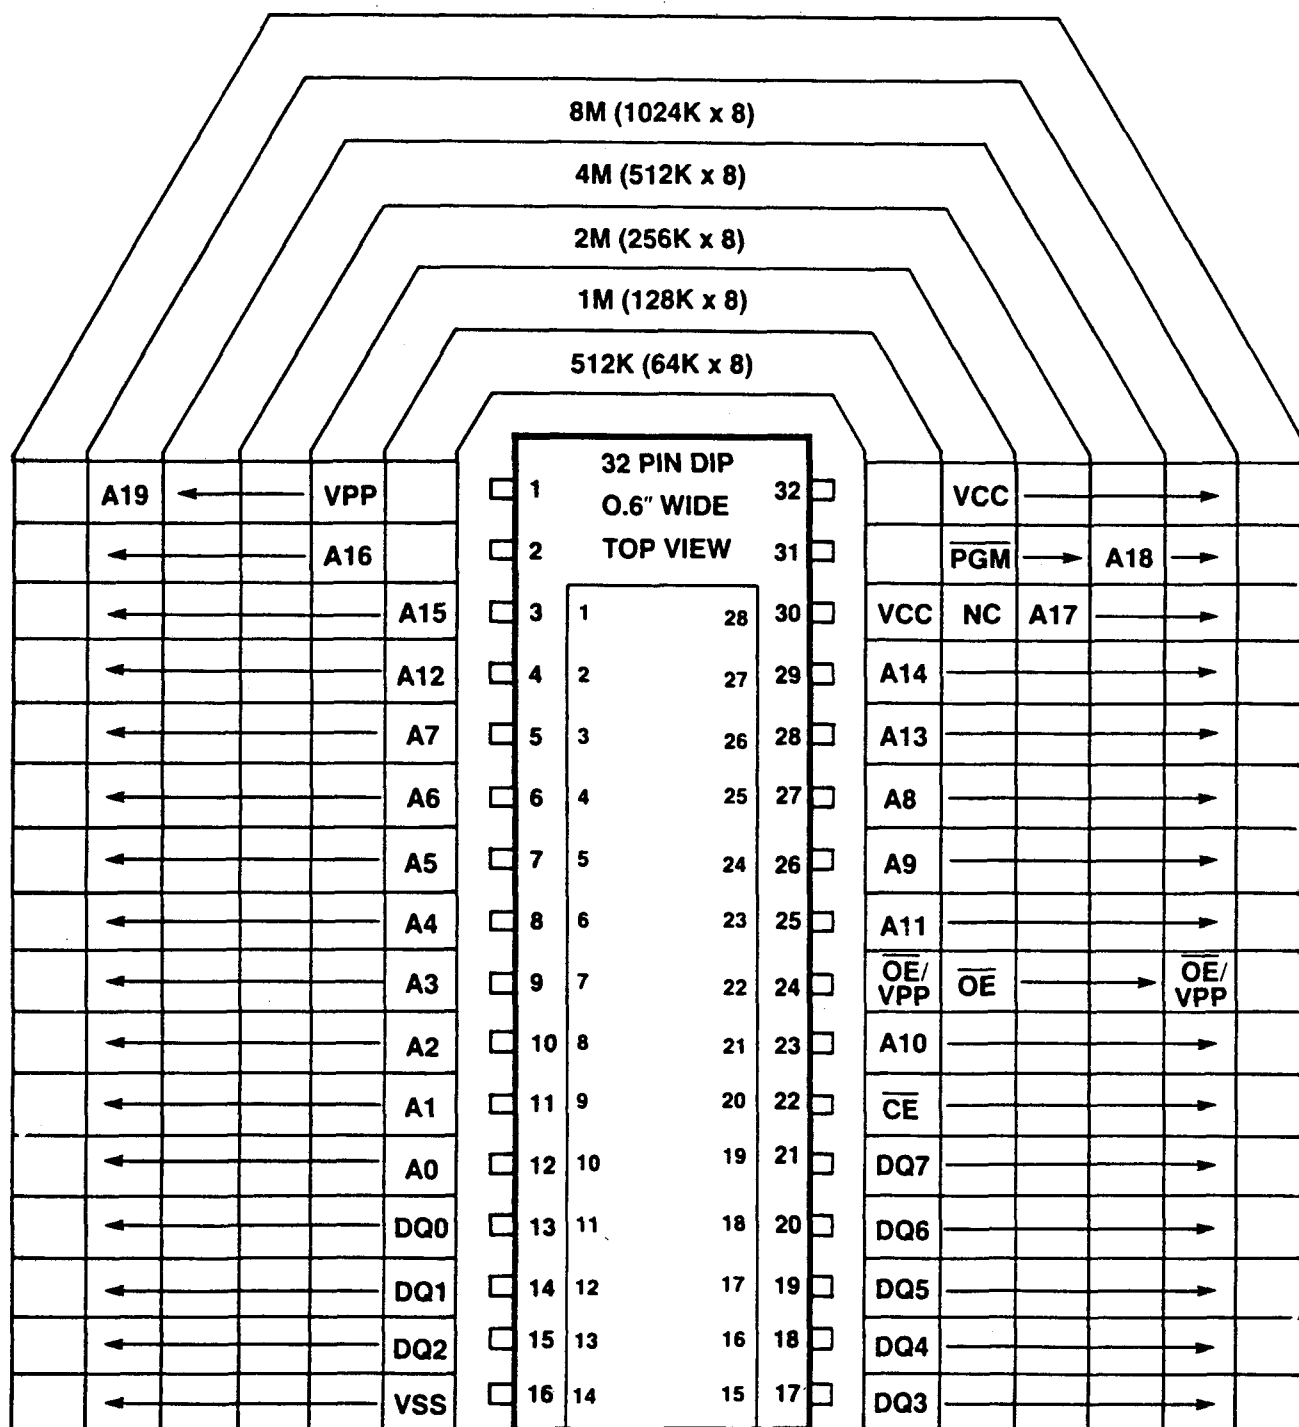 8M (1024K x 8)
4M (512K x 8)
2M (256K x 8)
1M (128K x 8)
512K (64K x 8)
32 PIN DIP
O.6″ WIDE
TOP VIEW
A19 VPP 1 32 VCC
A16 2 31 PGM A18
A15 3 1 28 30 VCC NC A17
A12 4 2 27 29 A14
A7 5 3 26 28 A13
A6 6 4 25 27 A8
A5 7 5 24 26 A9
A4 8 6 23 25 A11
A3 9 7 22 24 OE/VPP OE OE/VPP
A2 10 8 21 23 A10
A1 11 9 20 22 CE
A0 12 10 19 21 DQ7
DQ0 13 11 18 20 DQ6
DQ1 14 12 17 19 DQ5
DQ2 15 13 16 18 DQ4
VSS 16 14 15 17 DQ3